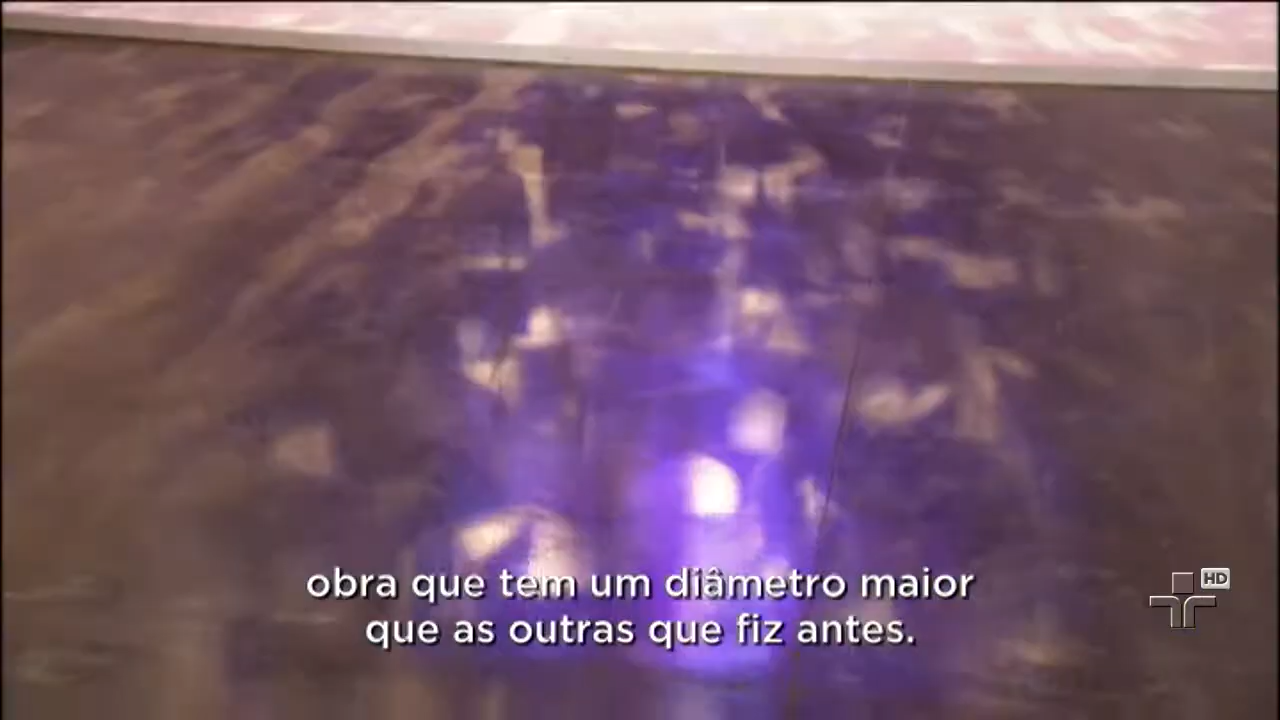 HD
obra que tem um diâmetro maior
que as outras que fiz antes.